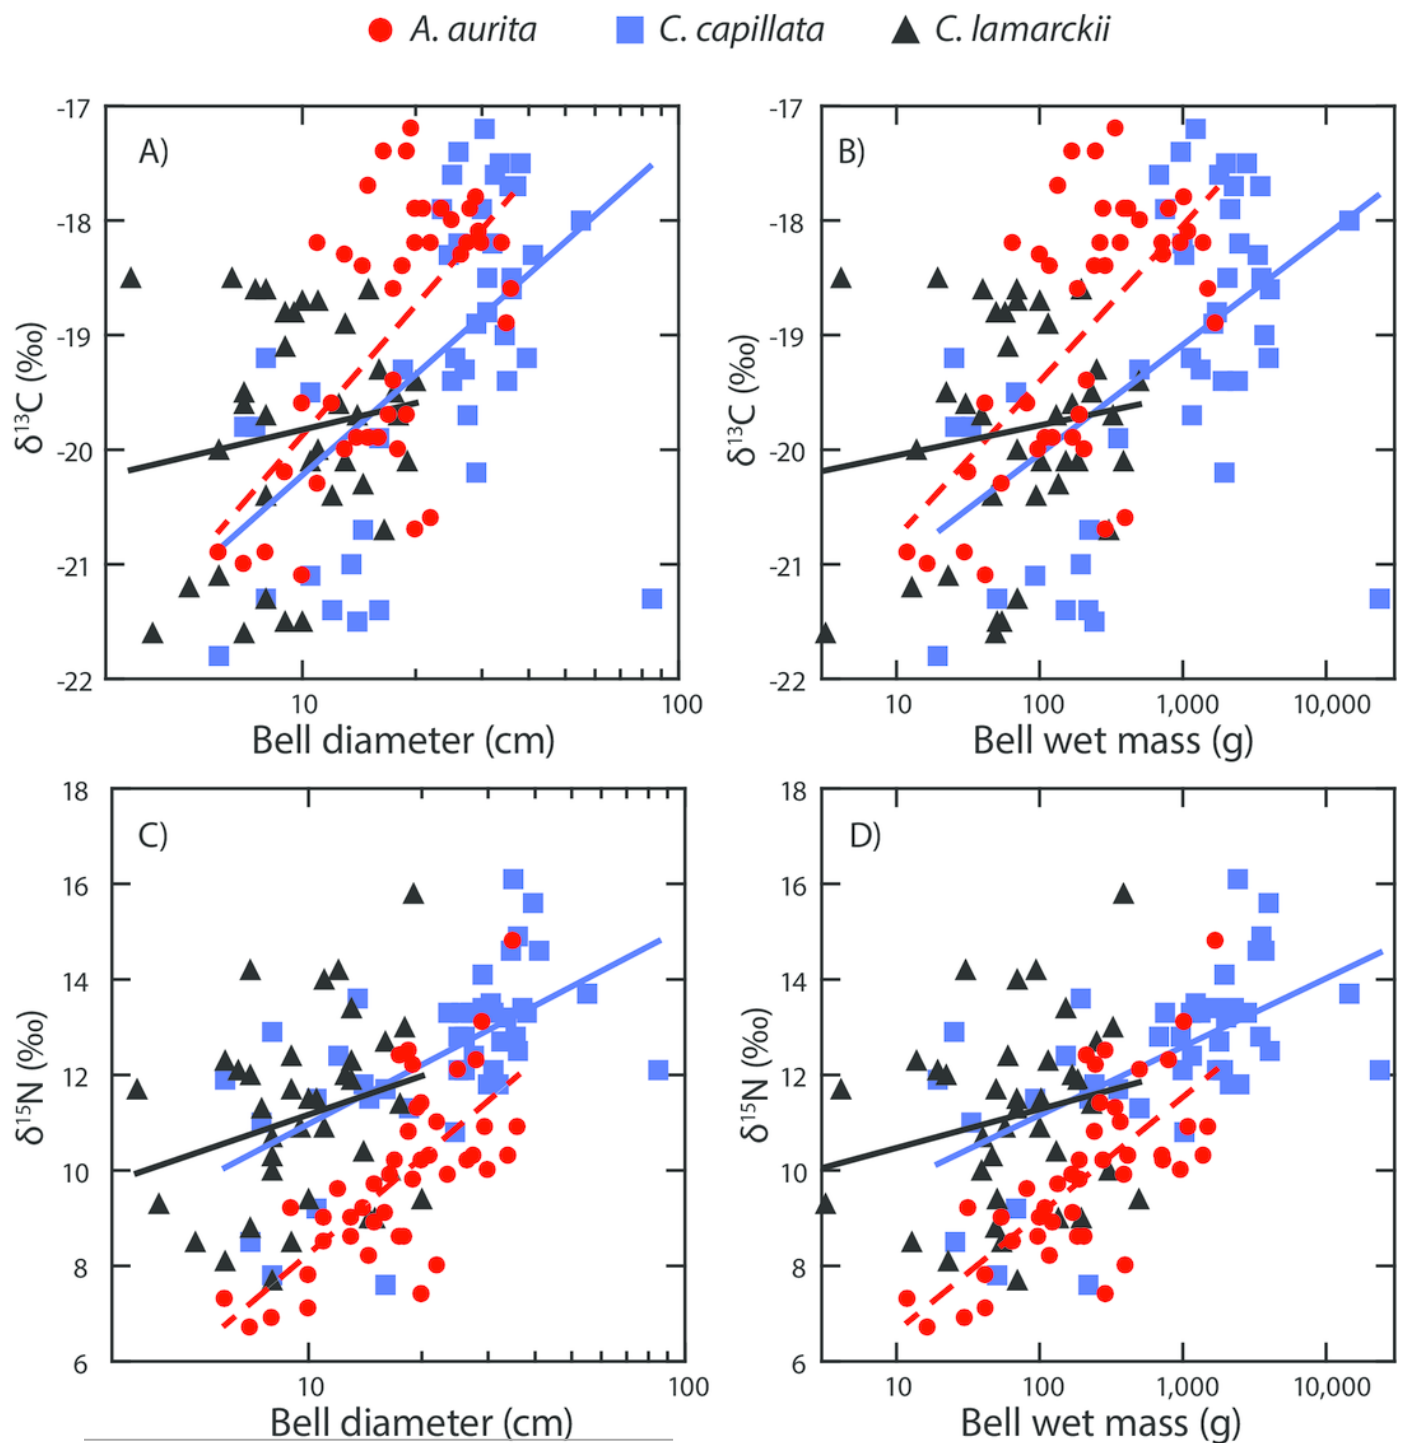 A. aurita C. capillata C. lamarckii
A) B)
-17 -17
-18 -18
-19 -19
-20 -20
-21 -21
-22 -22
δ¹³C (‰) δ¹³C (‰)
10 100 10 100 1,000 10,000
Bell diameter (cm) Bell wet mass (g)
C) D)
18 18
16 16
14 14
12 12
10 10
8 8
6 6
δ¹⁵N (‰) δ¹⁵N (‰)
10 100 10 100 1,000 10,000
Bell diameter (cm) Bell wet mass (g)